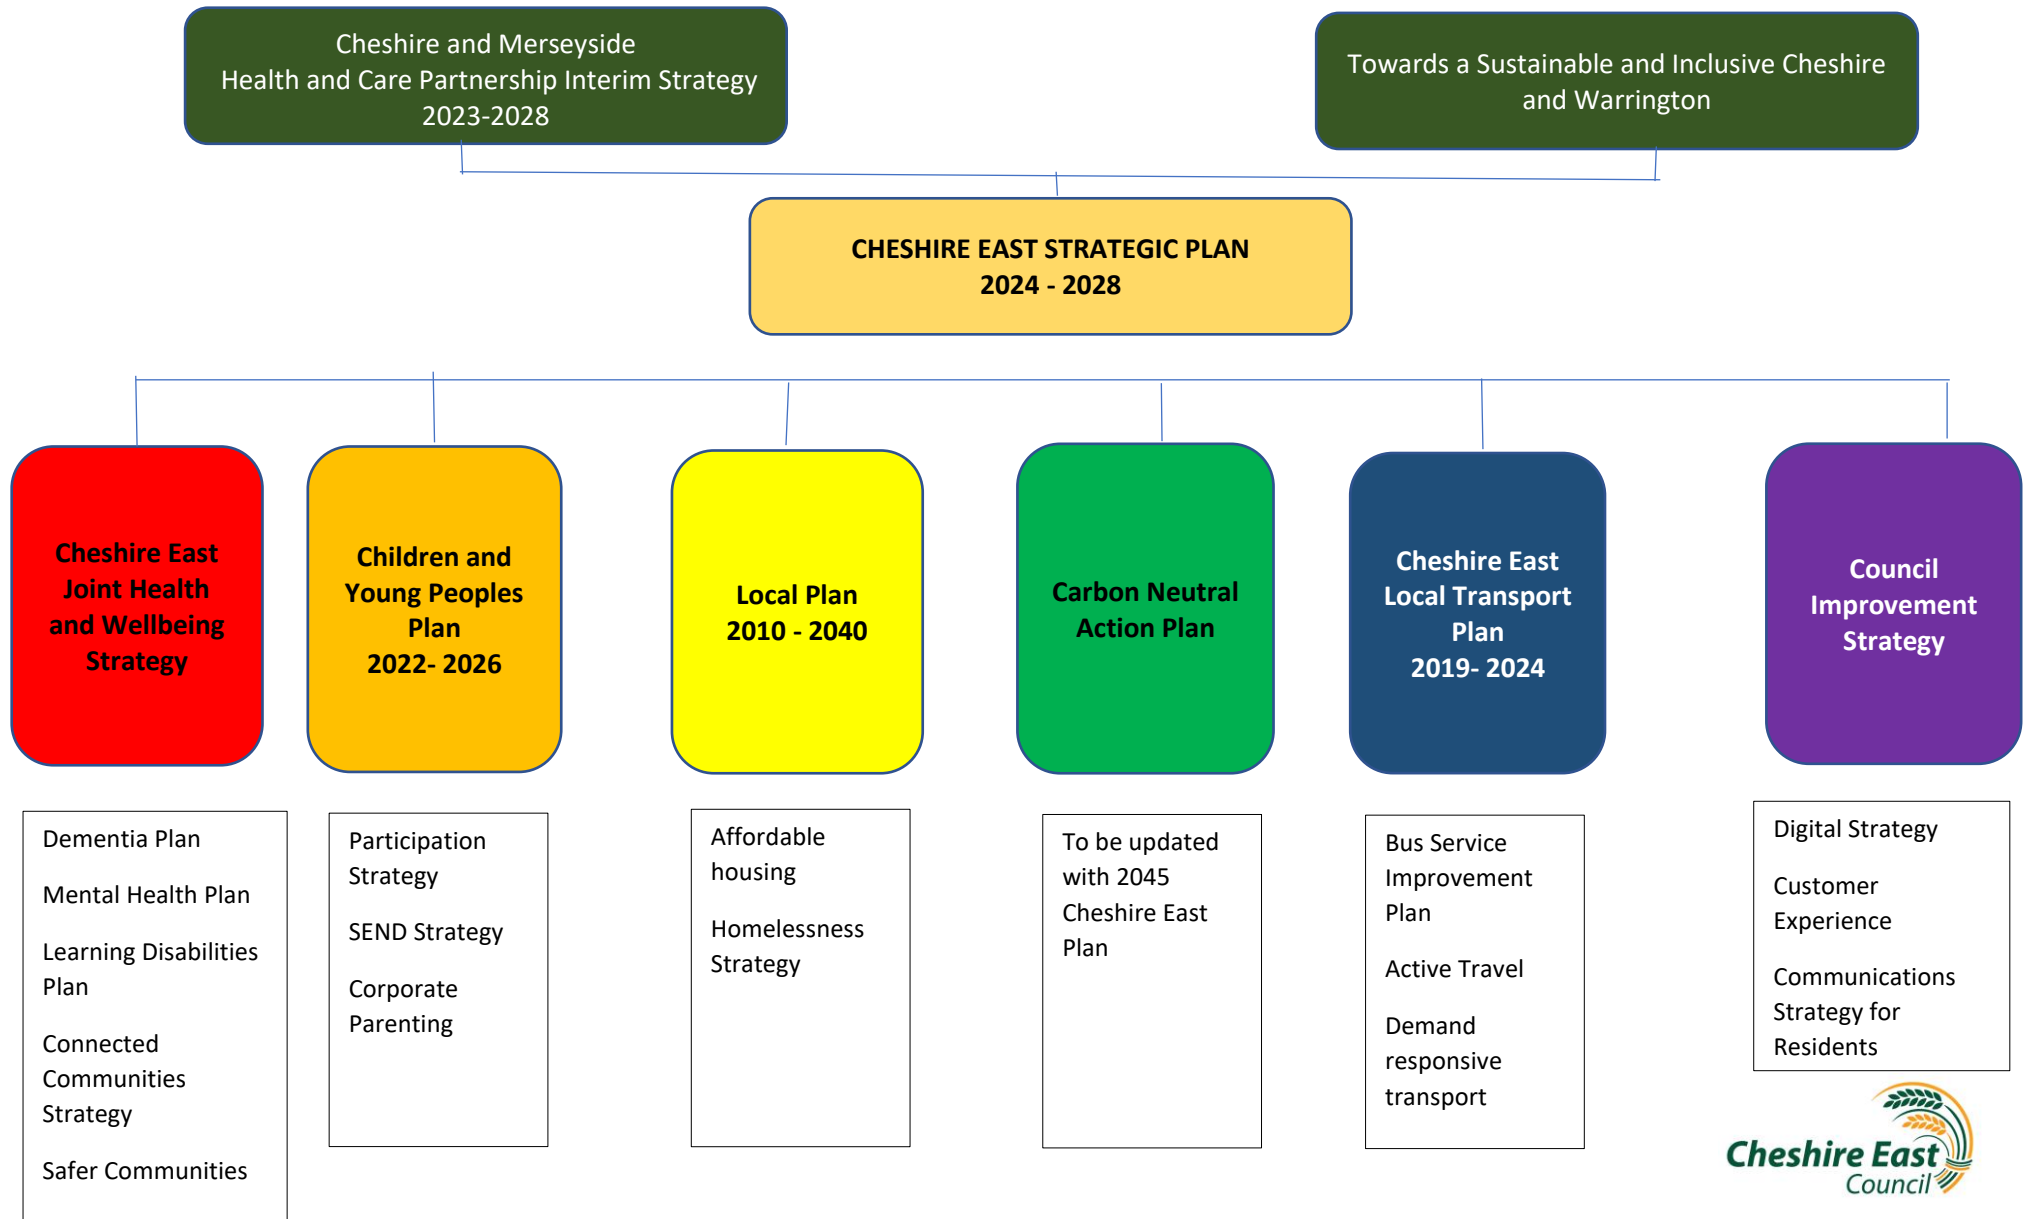 Cheshire and Merseyside
Health and Care Partnership Interim Strategy
2023-2028
Towards a Sustainable and Inclusive Cheshire
and Warrington
CHESHIRE EAST STRATEGIC PLAN
2024 - 2028
Cheshire East
Joint Health
and Wellbeing
Strategy
Children and
Young Peoples
Plan
2022- 2026
Local Plan
2010 - 2040
Carbon Neutral
Action Plan
Cheshire East
Local Transport
Plan
2019- 2024
Council
Improvement
Strategy
Dementia Plan
Mental Health Plan
Learning Disabilities
Plan
Connected
Communities
Strategy
Safer Communities
Participation
Strategy
SEND Strategy
Corporate
Parenting
Affordable
housing
Homelessness
Strategy
To be updated
with 2045
Cheshire East
Plan
Bus Service
Improvement
Plan
Active Travel
Demand
responsive
transport
Digital Strategy
Customer
Experience
Communications
Strategy for
Residents
Cheshire East
Council